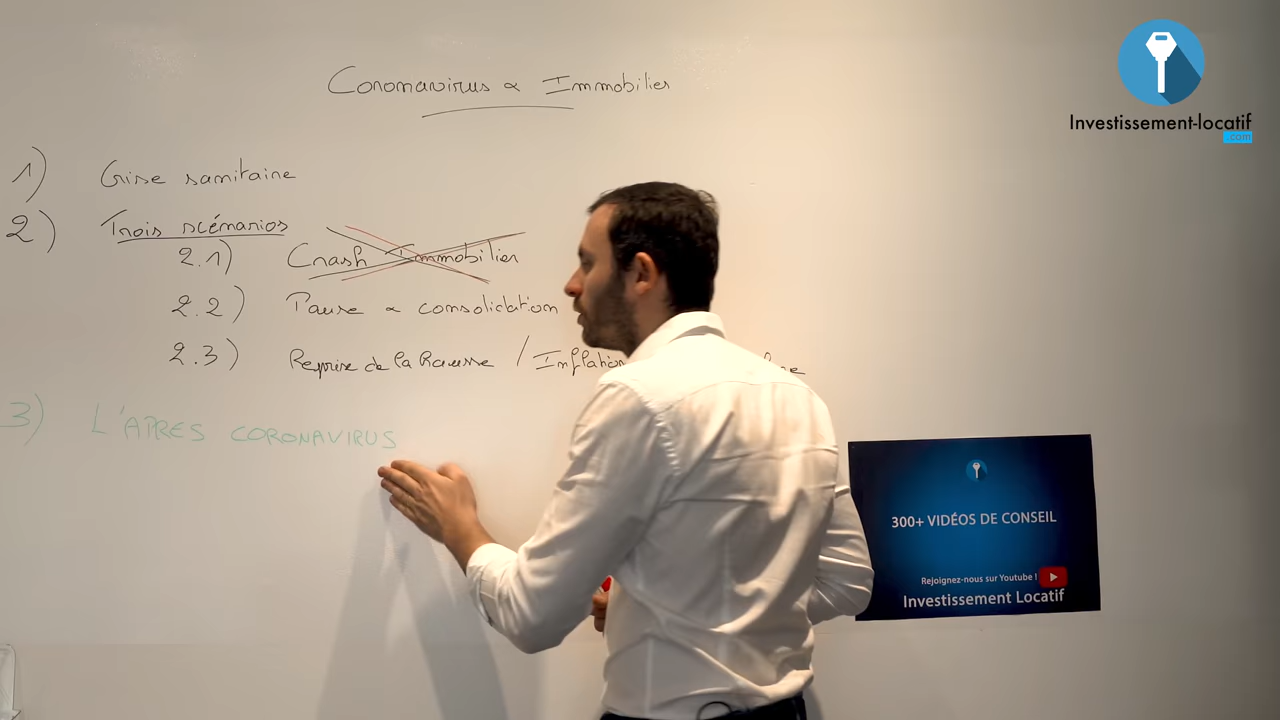 Coronavirus & Immobilier
Investissement-locatif
.com
1) Crise sanitaire
2) Trois scénarios
2.1) Crash Immobilier
2.2) Pause & consolidation
2.3) Reprise de la hausse / Inflation
3) L'APRES CORONAVIRUS
300+ VIDÉOS DE CONSEIL
Rejoignez-nous sur Youtube !
Investissement Locatif